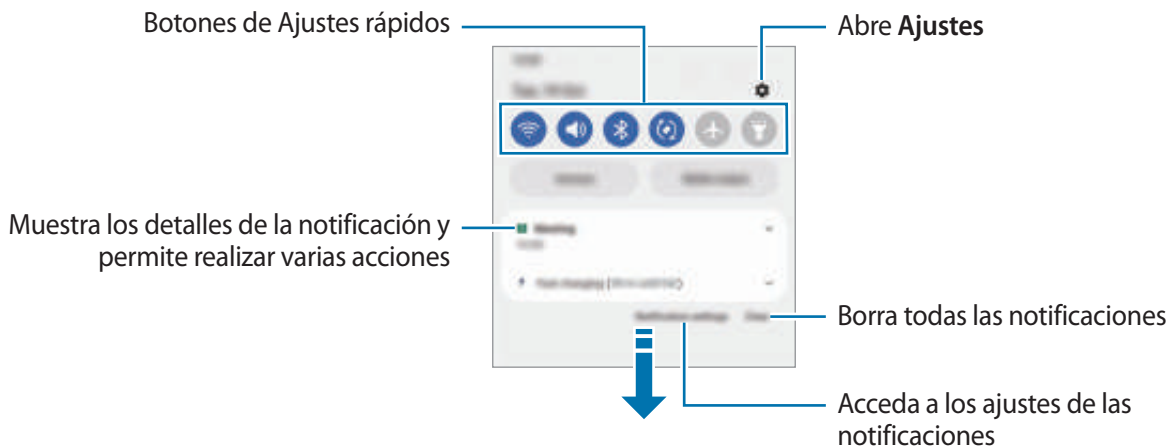 Botones de Ajustes rápidos
Abre Ajustes
Muestra los detalles de la notificación y
permite realizar varias acciones
Borra todas las notificaciones
Acceda a los ajustes de las
notificaciones